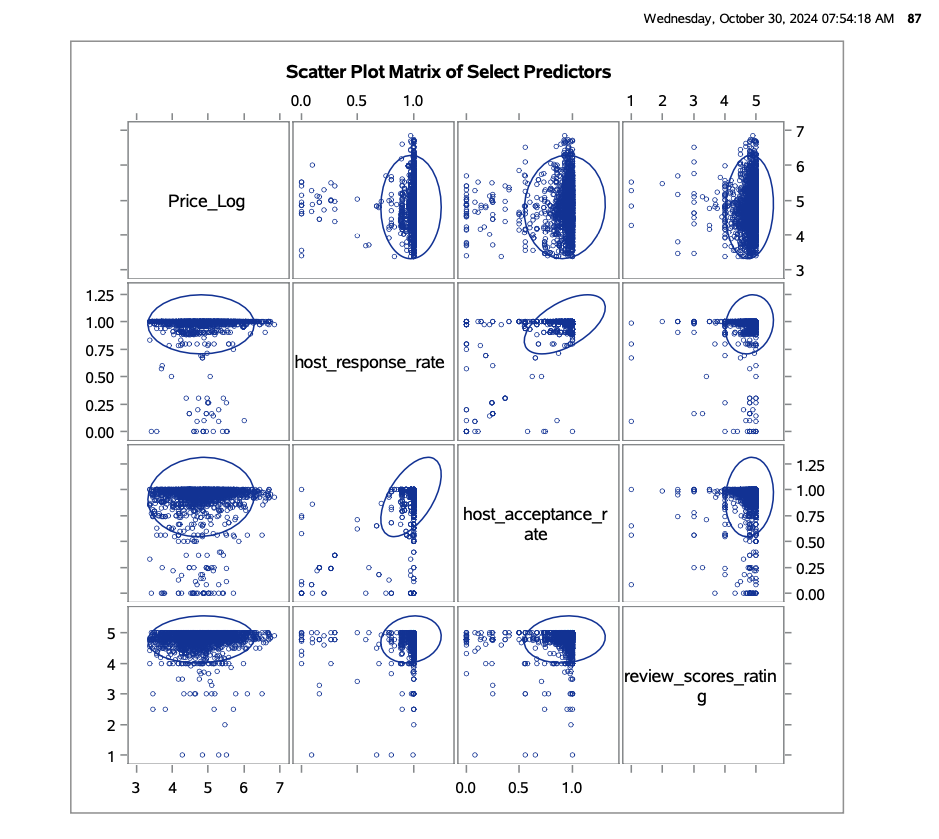 Wednesday, October 30, 2024 07:54:18 AM 87
Scatter Plot Matrix of Select Predictors
0.0 0.5 1.0 1 2 3 4 5
Price_Log
7
6
5
4
3
1.25
1.00
0.75
0.50
0.25
0.00
host_response_rate
host_acceptance_r
ate
1.25
1.00
0.75
0.50
0.25
0.00
5
4
3
2
1
review_scores_ratin
g
3 4 5 6 7 0.0 0.5 1.0